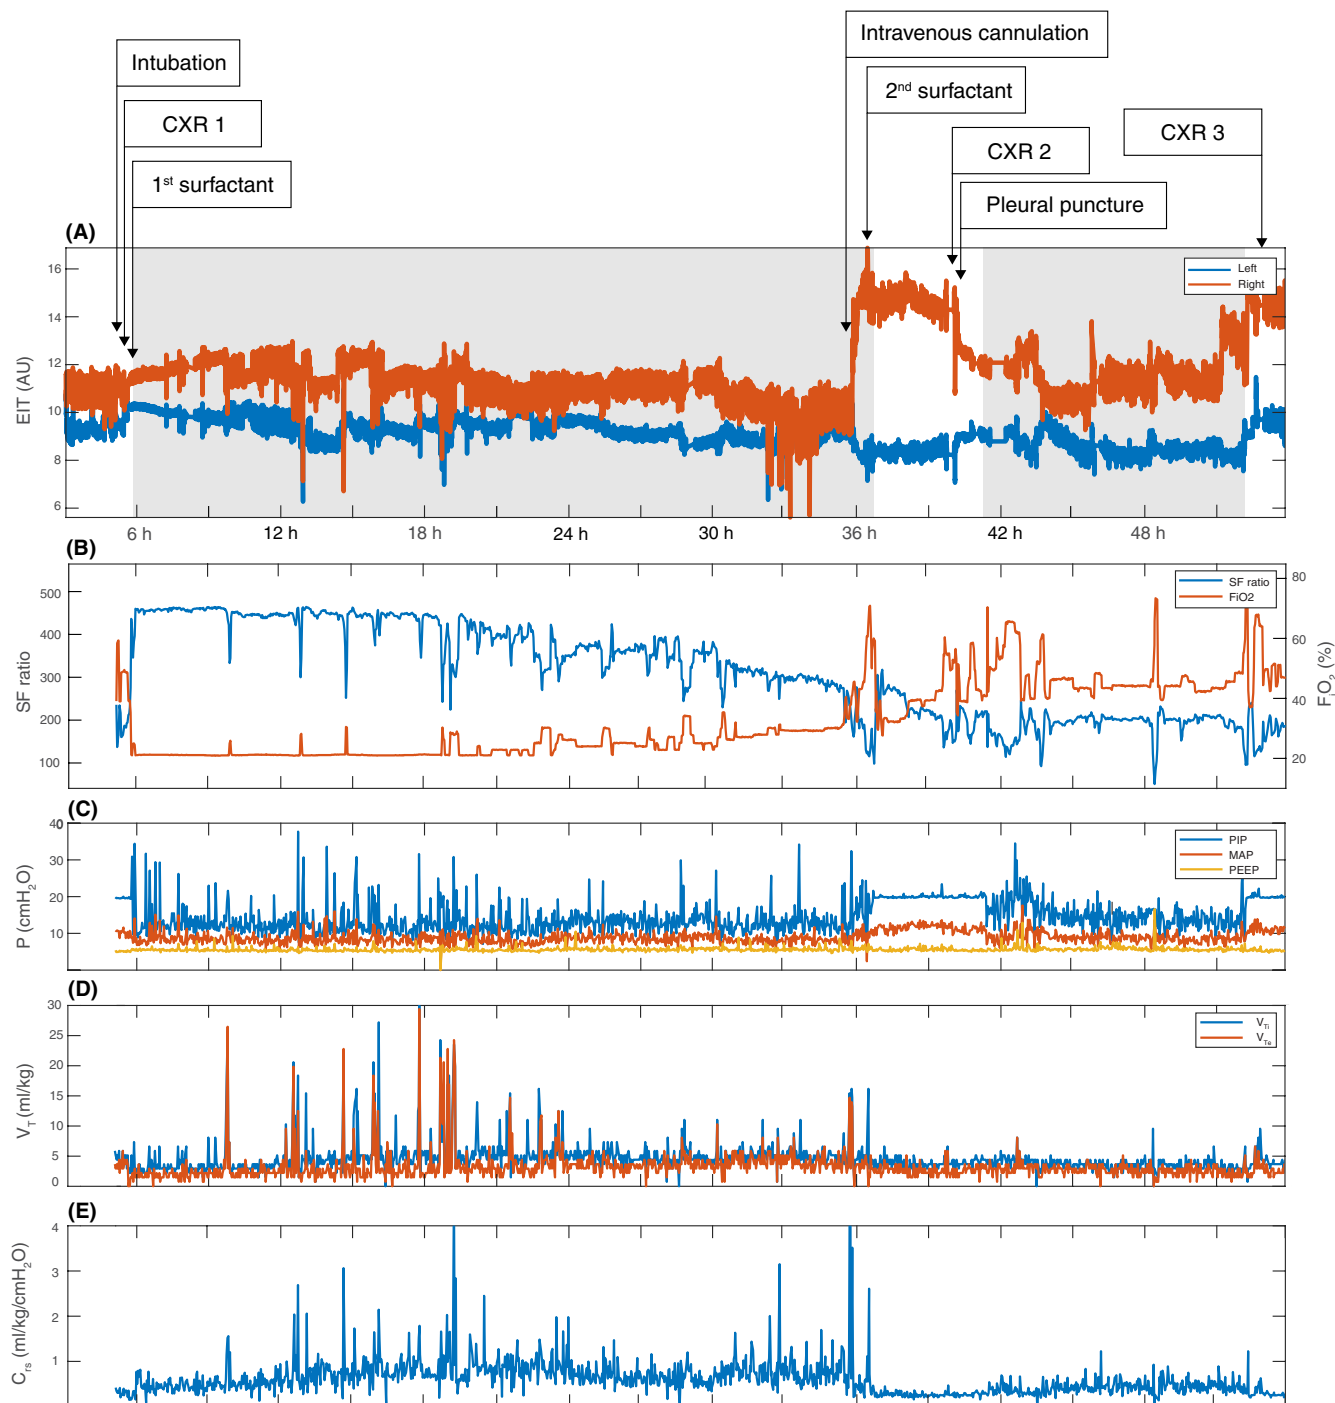 Intubation
CXR 1
1st surfactant
Intravenous cannulation
2nd surfactant
CXR 2
Pleural puncture
CXR 3
(A)
EIT (AU)
16
14
12
10
8
6
Left
Right
6 h
12 h
18 h
24 h
30 h
36 h
42 h
48 h
(B)
SF ratio
500
400
300
200
100
SF ratio
FiO2
80
60
40
20
FiO2 (%)
(C)
P (cmH2O)
0
40
30
20
10
PIP
MAP
PEEP
(D)
VT (ml/kg)
30
25
20
15
10
5
0
VTi
VTe
(E)
Crs (ml/kg/cmH2O)
4
3
2
1